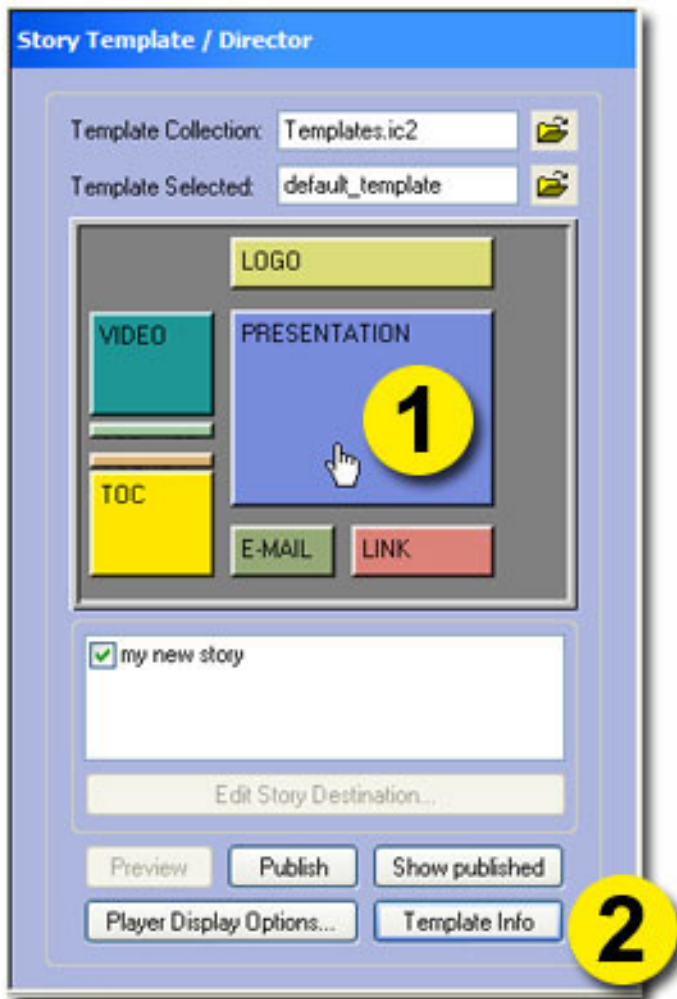 Story Template / Director
Template Collection: Templates.ic2
Template Selected: default_template
LOGO
VIDEO
PRESENTATION
1
TOC
E-MAIL
LINK
my new story
Edit Story Destination...
Preview
Publish
Show published
Player Display Options...
Template Info
2